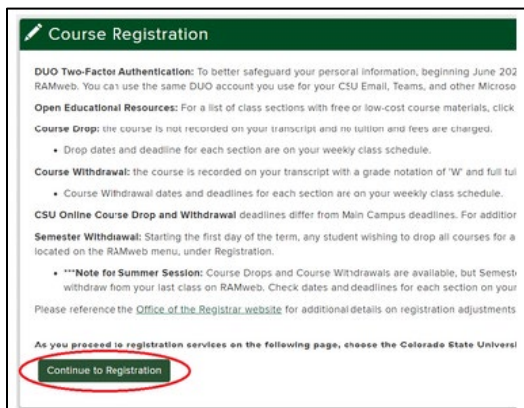 Course Registration
DUO Two-Factor Authentication: To better safeguard your personal information, beginning June 202
RAMweb. You can use the same DUO account you use for your CSU Email, Teams, and other Microso
Open Educational Resources: For a list of class sections with free or low-cost course materials, click
Course Drop: the course is not recorded on your transcript and no tuition and fees are charged.
• Drop dates and deadline for each section are on your weekly class schedule.
Course Withdrawal: the course is recorded on your transcript with a grade notation of 'W' and full tui
• Course Withdrawal dates and deadlines for each section are on your weekly class schedule.
CSU Online Course Drop and Withdrawal deadlines differ from Main Campus deadlines. For addition
Semester Withdrawal: Starting the first day of the term, any student wishing to drop all courses for a
located on the RAMweb menu, under Registration.
• ***Note for Summer Session: Course Drops and Course Withdrawals are available, but Semest
withdraw from your last class on RAMweb. Check dates and deadlines for each section on your
Please reference the Office of the Registrar website for additional details on registration adjustments
As you proceed to registration services on the following page, choose the Colorado State Universi
Continue to Registration